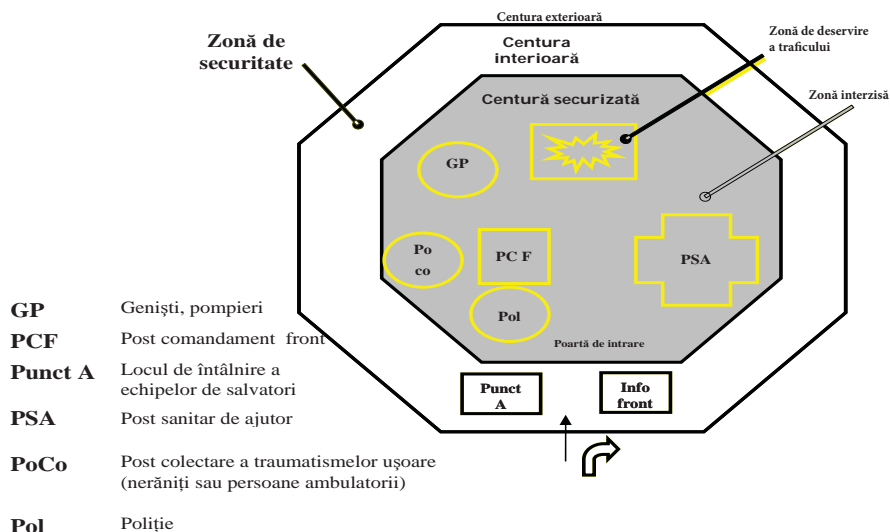 Centura exterioară
Zonă de
securitate
Centura
interioară
Zonă de deservire
a traficului
Zonă interzisă
Centură securizată
GP
Po
co
PC F
PSA
Pol
Poartă de intrare
Punct
A
Info
front
GP Geniști, pompieri
PCF Post comandament front
Punct A Locul de întâlnire a
echipelor de salvatori
PSA Post sanitar de ajutor
PoCo Post colectare a traumatismelor ușoare
(nerăniți sau persoane ambulatorii)
Pol Poliție